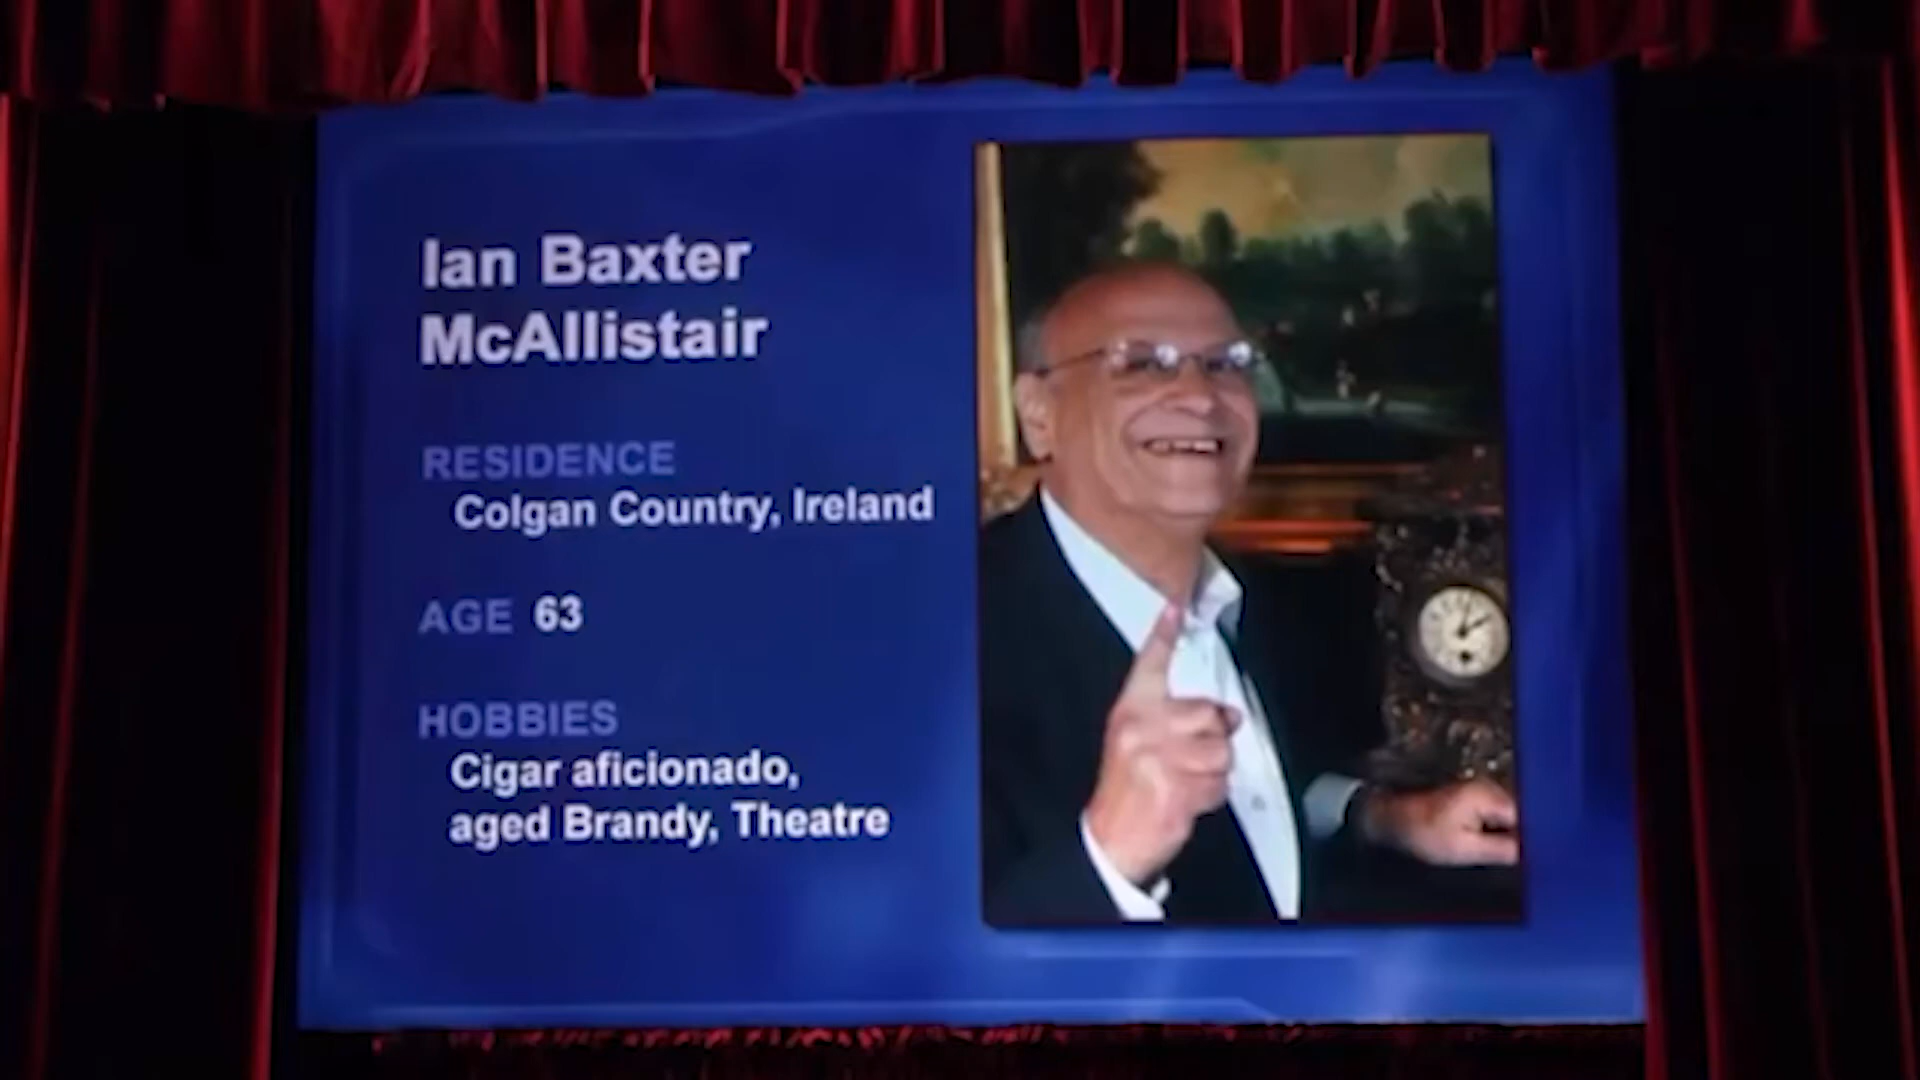 Ian Baxter
McAllistair
RESIDENCE
Colgan Country, Ireland
AGE 63
HOBBIES
Cigar aficionado,
aged Brandy, Theatre